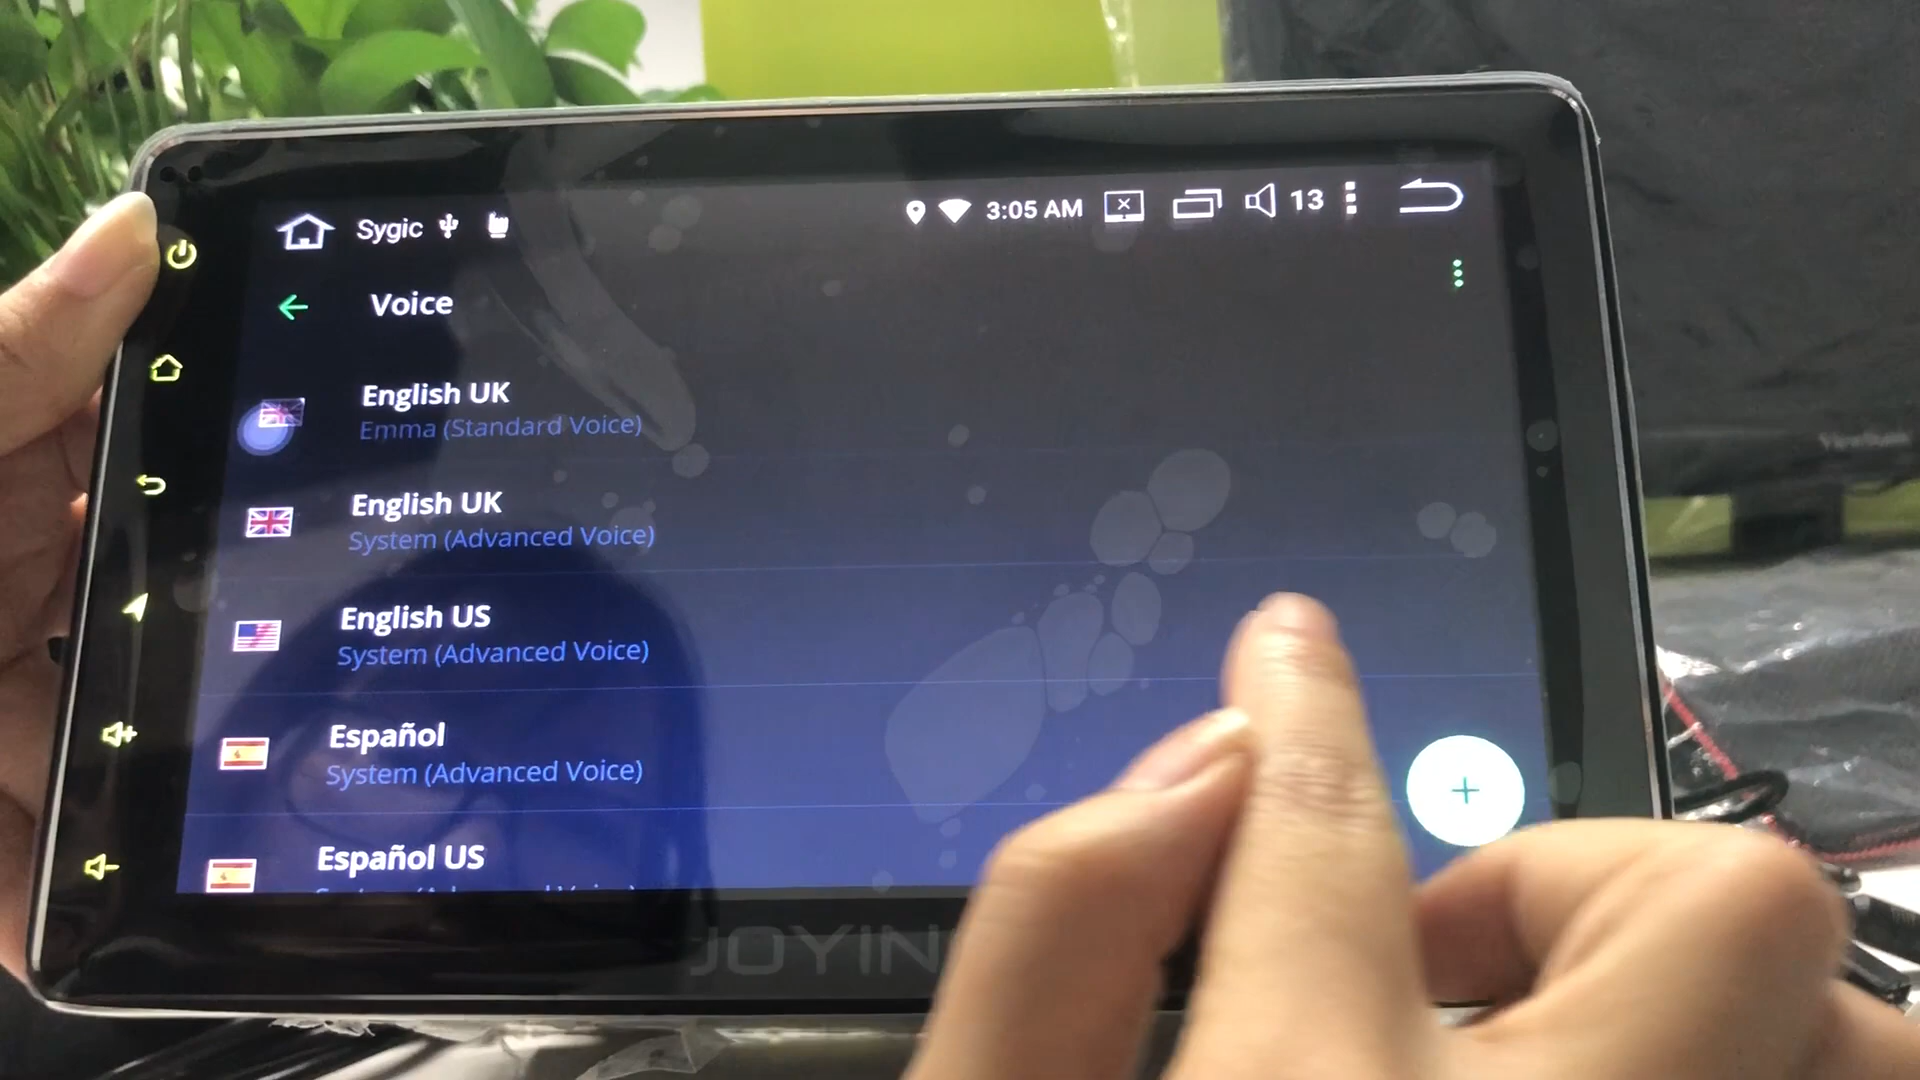 Sygic 3:05 AM 13
Voice
English UK
Emma (Standard Voice)
English UK
System (Advanced Voice)
English US
System (Advanced Voice)
Español
System (Advanced Voice)
Español US
JOYIN
ViewSonic